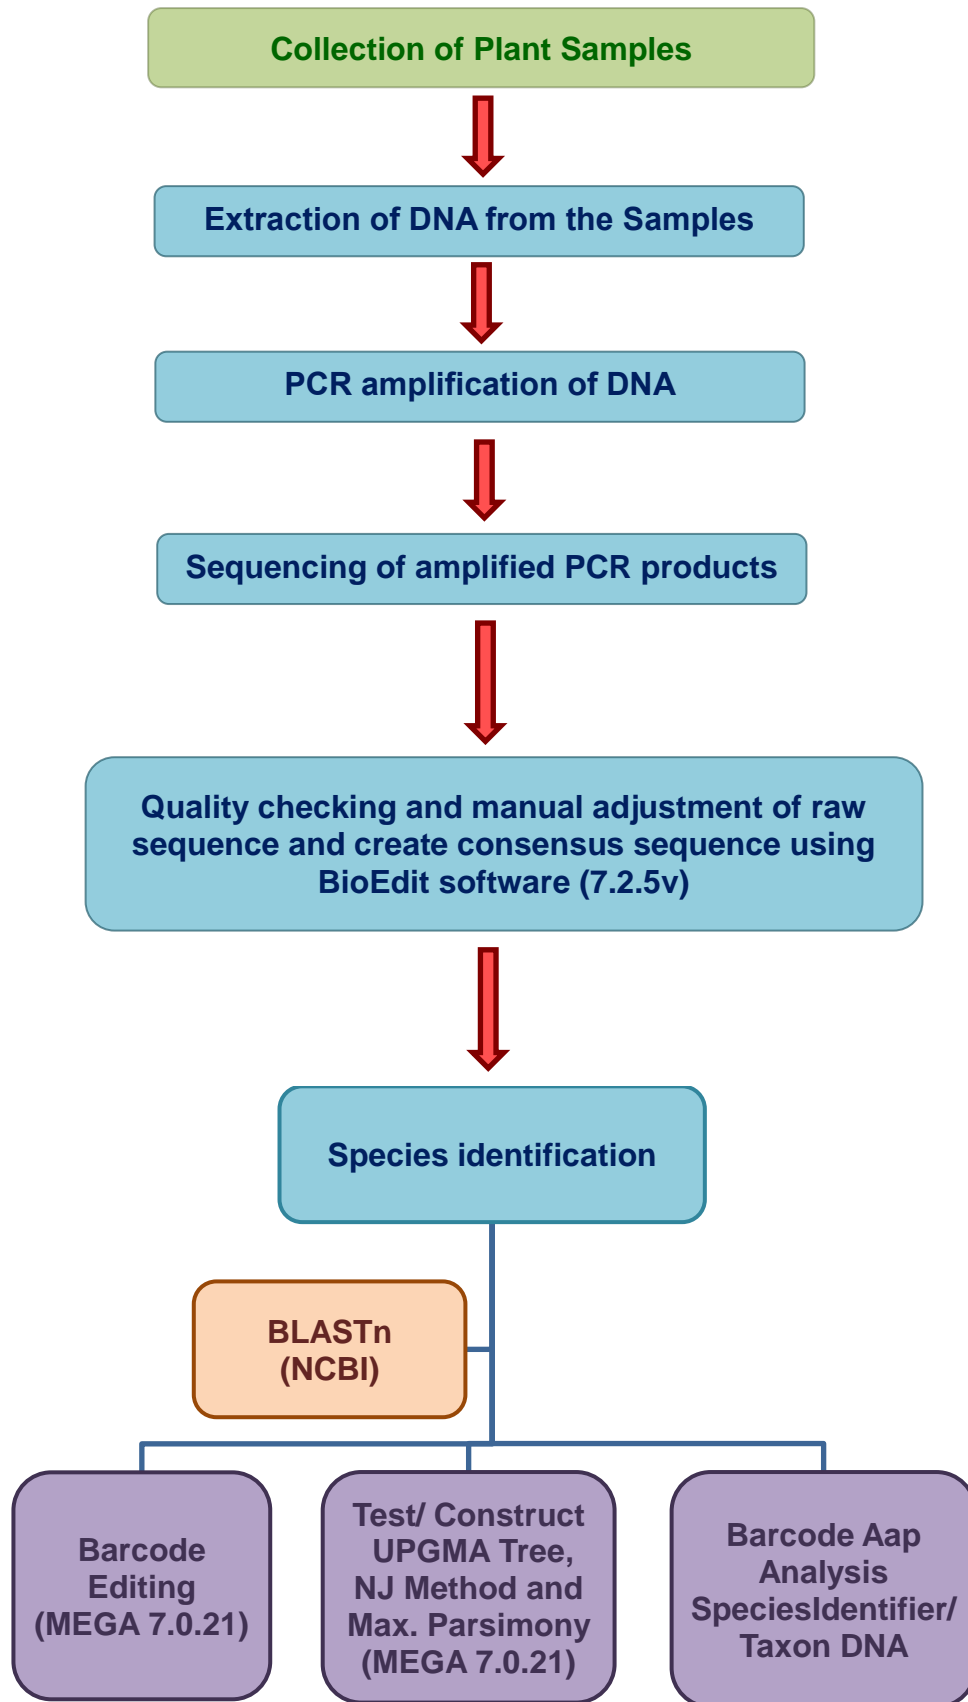 Collection of Plant Samples
Extraction of DNA from the Samples
PCR amplification of DNA
Sequencing of amplified PCR products
Quality checking and manual adjustment of raw
sequence and create consensus sequence using
BioEdit software (7.2.5v)
Species identification
BLASTn
(NCBI)
Barcode
Editing
(MEGA 7.0.21)
Test/ Construct
UPGMA Tree,
NJ Method and
Max. Parsimony
(MEGA 7.0.21)
Barcode Aap
Analysis
SpeciesIdentifier/
Taxon DNA